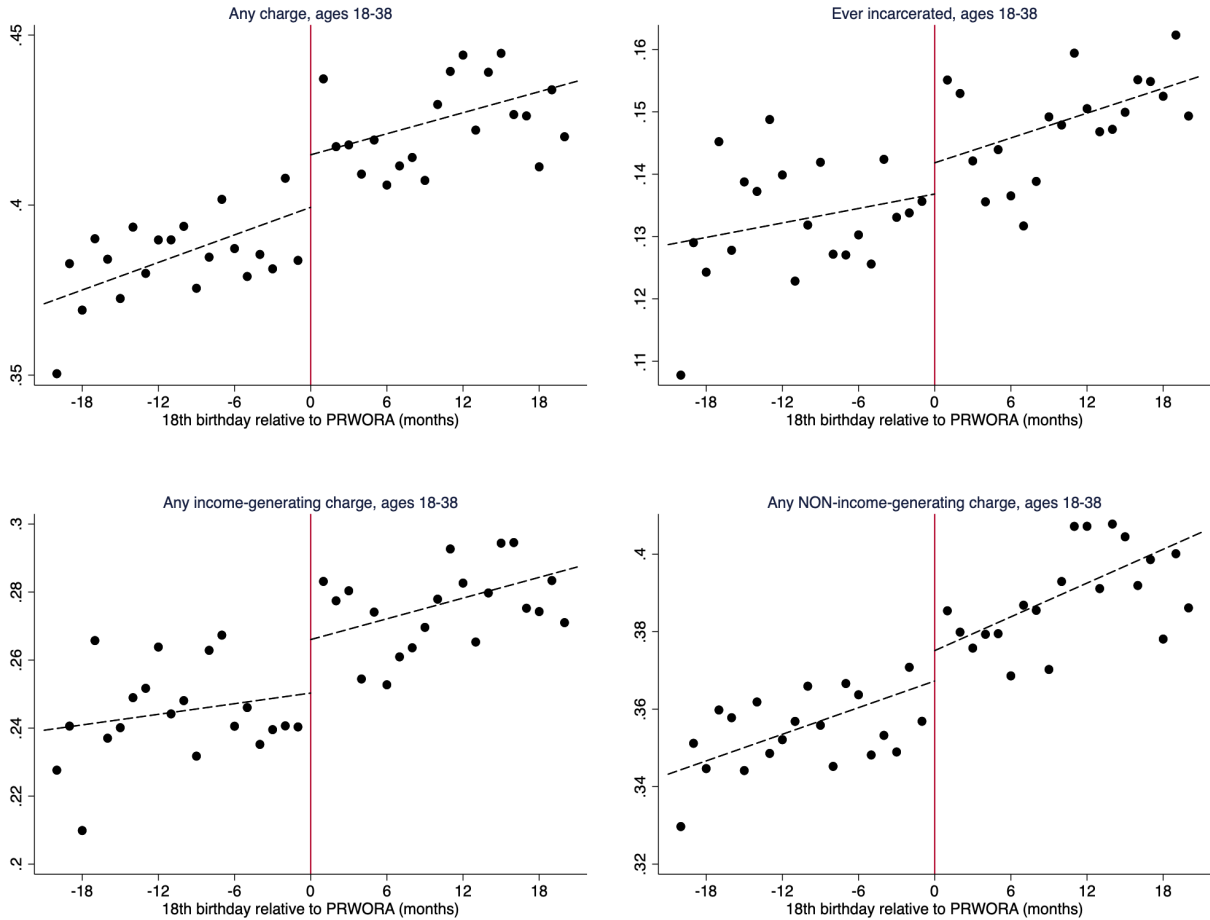 Any charge, ages 18-38
.45
.4
.35
-18 -12 -6 0 6 12 18
18th birthday relative to PRWORA (months)
Ever incarcerated, ages 18-38
.16
.15
.14
.13
.12
.11
-18 -12 -6 0 6 12 18
18th birthday relative to PRWORA (months)
Any income-generating charge, ages 18-38
.3
.28
.26
.24
.22
.2
-18 -12 -6 0 6 12 18
18th birthday relative to PRWORA (months)
Any NON-income-generating charge, ages 18-38
.4
.38
.36
.34
.32
-18 -12 -6 0 6 12 18
18th birthday relative to PRWORA (months)